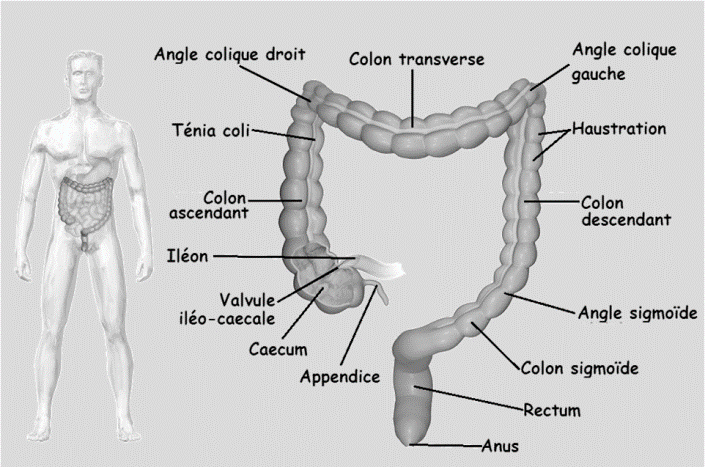 Angle colique droit
Colon transverse
Angle colique
gauche
Ténia coli
Haustration
Colon
ascendant
Colon
descendant
Iléon
Valvule
iléo-caecale
Angle sigmoïde
Caecum
Appendice
Colon sigmoïde
Rectum
Anus